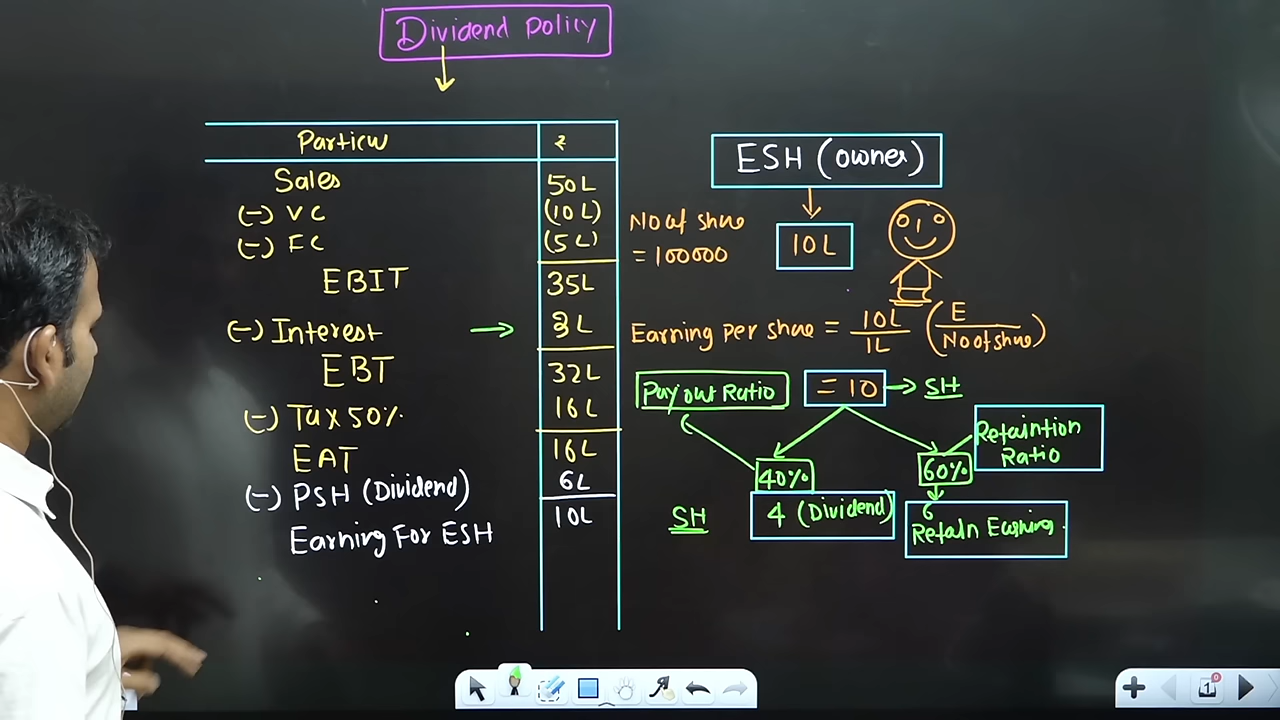 Dividend Policy
Particu ₹
Sales 50L
(-) VC (10L)
(-) FC (5L)
EBIT 35L
(-) Interest 3L
EBT 32L
(-) Tax 50% 16L
EAT 16L
(-) PSH (Dividend) 6L
Earning For ESH 10L
ESH (owner)
10L
No of share
= 100000
Earning per share = 10L / 1L (E / No of share)
Payout Ratio = 10 → SH
40% 60% Retaintion
Ratio
SH 4 (Dividend) 6
Retain Earning
1
0